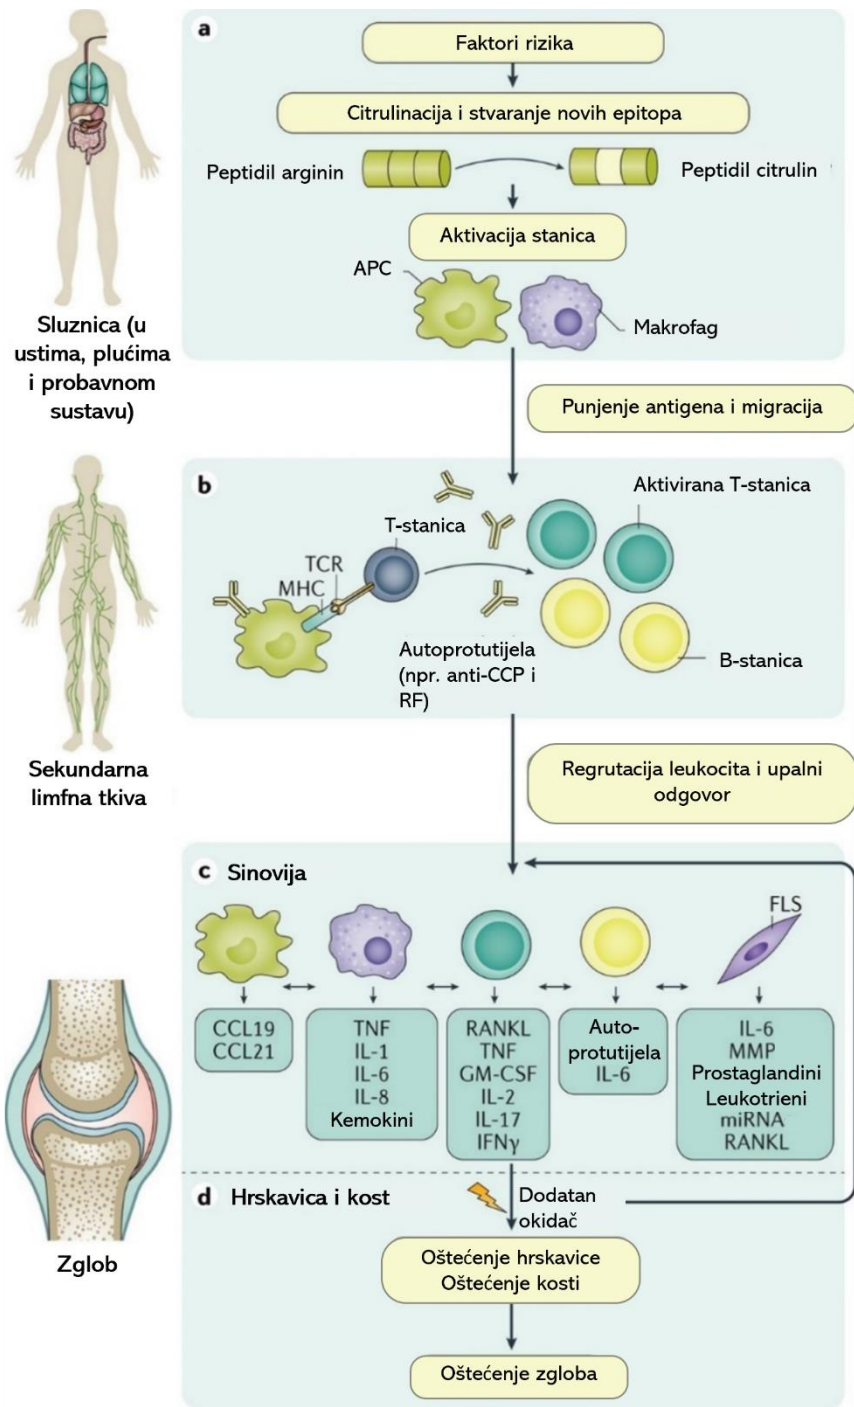 a
Faktori rizika
Citrulinacija i stvaranje novih epitopa
Peptidil arginin
Peptidil citrulin
Aktivacija stanica
APC
Makrofag
Sluznica (u
ustima, plućima
i probavnom
sustavu)
Punjenje antigena i migracija
b
Aktivirana T-stanica
T-stanica
TCR
MHC
Autoprotutijela
(npr. anti-CCP i
RF)
B-stanica
Sekundarna
limfna tkiva
Regrutacija leukocita i upalni
odgovor
c Sinovija
FLS
CCL19
CCL21
TNF
IL-1
IL-6
IL-8
Kemokini
RANKL
TNF
GM-CSF
IL-2
IL-17
IFNγ
Auto-
protutijela
IL-6
IL-6
MMP
Prostaglandini
Leukotrieni
miRNA
RANKL
d Hrskavica i kost
Dodatan
okidač
Zglob
Oštećenje hrskavice
Oštećenje kosti
Oštećenje zgloba